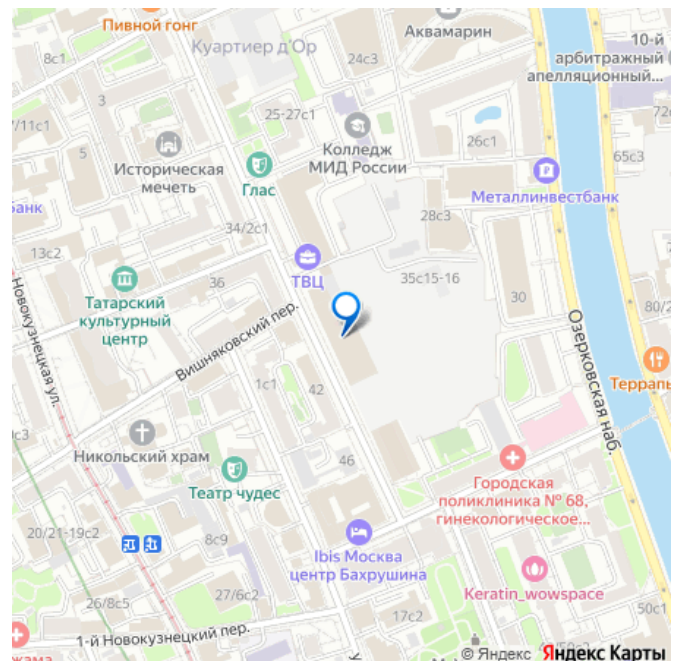 Пивной гонг
Аквамарин
Куартиер д'Ор
8с1
24с3
10-й
арбитражный
апелляционный...
3
25-27с1
7/11с1
5
26с1
65с3
Колледж
МИД России
Историческая
мечеть
Глас
Металлинвестбанк
банк
34/2с1
28с3
13с2
ТВЦ
35с15-16
36
30
Татарский
культурный
центр
80/2
Новокузнецкая ул.
Вишняковский пер.
Озерковская наб.
1с1
42
с3
Никольский храм
46
Театр чудес
Городская
поликлиника № 68,
гинекологическое...
20/21-19с2
8с9
Ibis Москва
центр Бахрушина
Keratin_wowspace
26/8с5
27/6с2
17с2
50с1
1-й Новокузнецкий пер.
© Яндекс Яндекс Карты